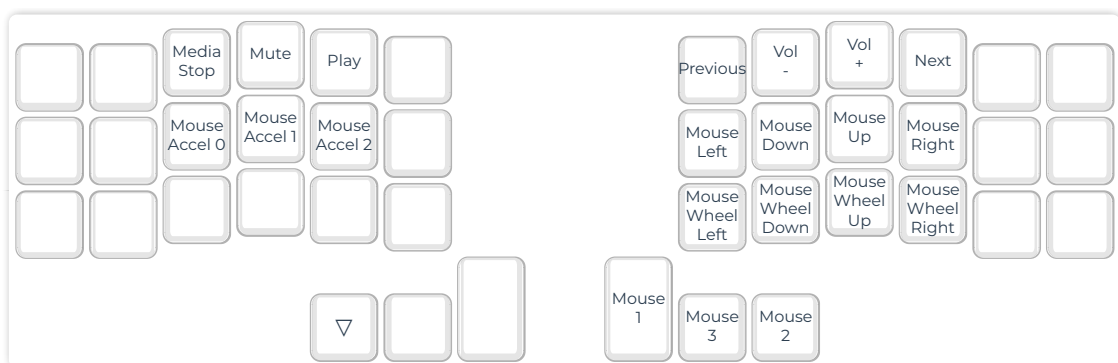 Media
Stop
Mute
Play
Previous
Vol
-
Vol
+
Next
Mouse
Accel 0
Mouse
Accel 1
Mouse
Accel 2
Mouse
Left
Mouse
Down
Mouse
Up
Mouse
Right
Mouse
Wheel
Left
Mouse
Wheel
Down
Mouse
Wheel
Up
Mouse
Wheel
Right
▽
Mouse
1
Mouse
3
Mouse
2